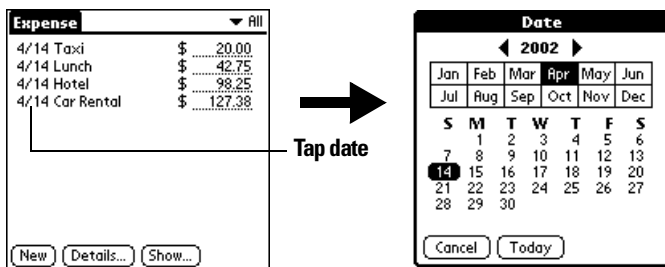 Expense All
4/14 Taxi $ 20.00
4/14 Lunch $ 42.75
4/14 Hotel $ 98.25
4/14 Car Rental $ 127.38
New Details... Show...
Tap date
Date
2002
Jan Feb Mar Apr May Jun
Jul Aug Sep Oct Nov Dec
S M T W T F S
1 2 3 4 5 6
7 8 9 10 11 12 13
14 15 16 17 18 19 20
21 22 23 24 25 26 27
28 29 30
Cancel Today